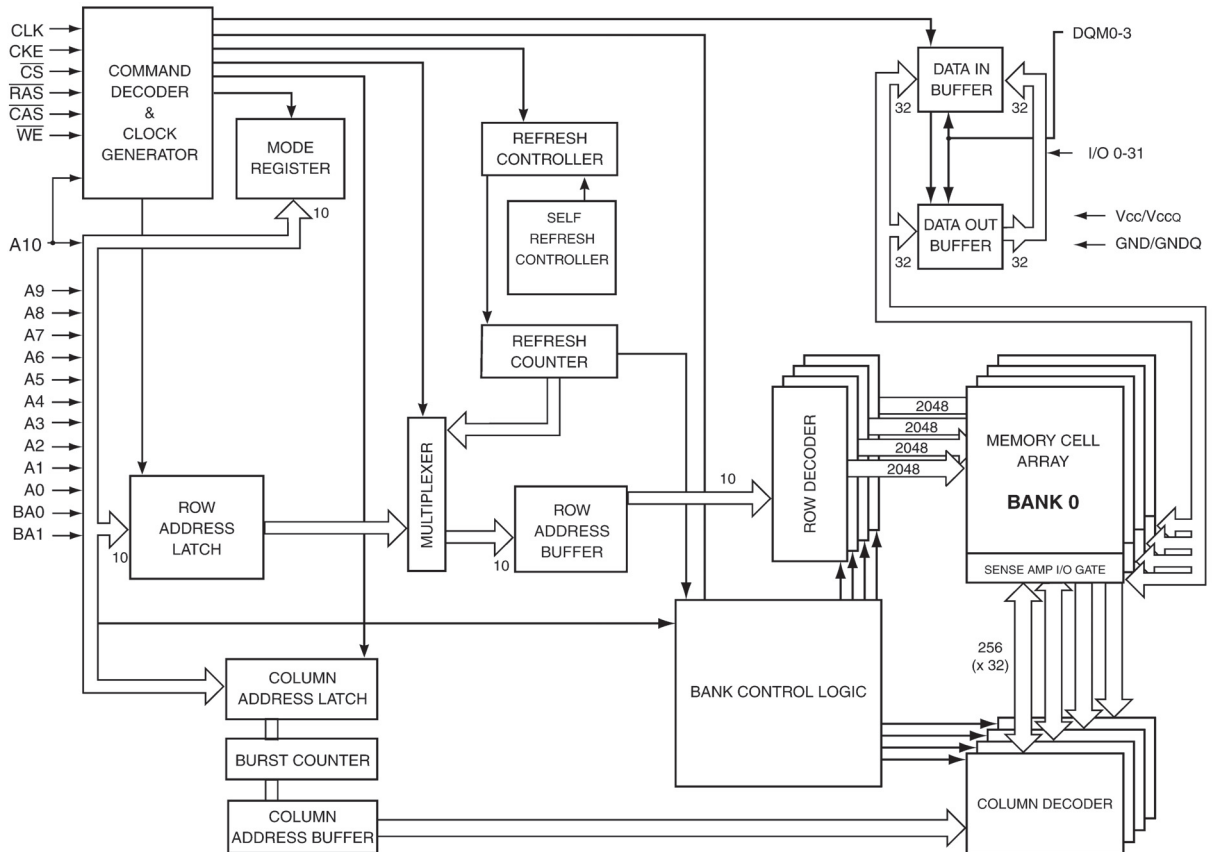 CLK
CKE
CS
RAS
CAS
WE
A10
A9
A8
A7
A6
A5
A4
A3
A2
A1
A0
BA0
BA1
COMMAND
DECODER
&
CLOCK
GENERATOR
MODE
REGISTER
10
REFRESH
CONTROLLER
SELF
REFRESH
CONTROLLER
REFRESH
COUNTER
DATA IN
BUFFER
32
32
DATA OUT
BUFFER
32
32
DQM0-3
I/O 0-31
Vcc/VccQ
GND/GNDQ
10
ROW
ADDRESS
LATCH
MULTIPLEXER
10
ROW
ADDRESS
BUFFER
10
ROW DECODER
2048
2048
2048
2048
MEMORY CELL
ARRAY
BANK 0
SENSE AMP I/O GATE
256
(x 32)
BANK CONTROL LOGIC
COLUMN
ADDRESS LATCH
BURST COUNTER
COLUMN
ADDRESS BUFFER
COLUMN DECODER